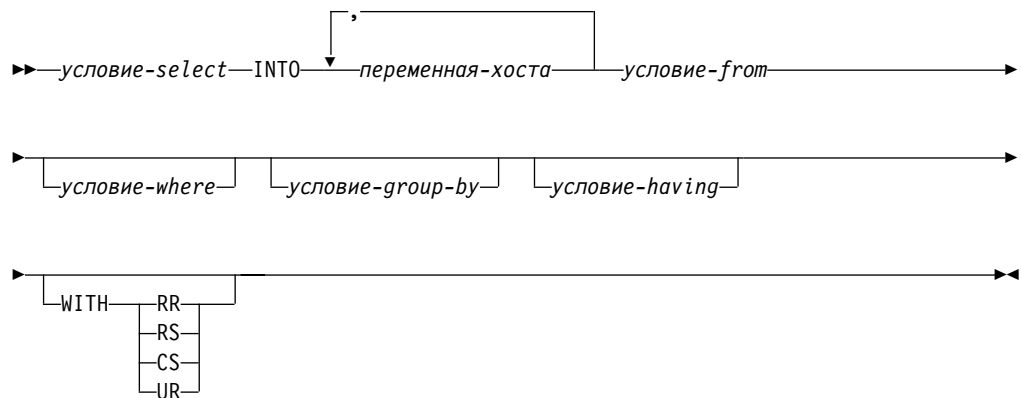 ,
условие-select INTO переменная-хоста условие-from
условие-where условие-group-by условие-having
WITH RR
RS
CS
UR